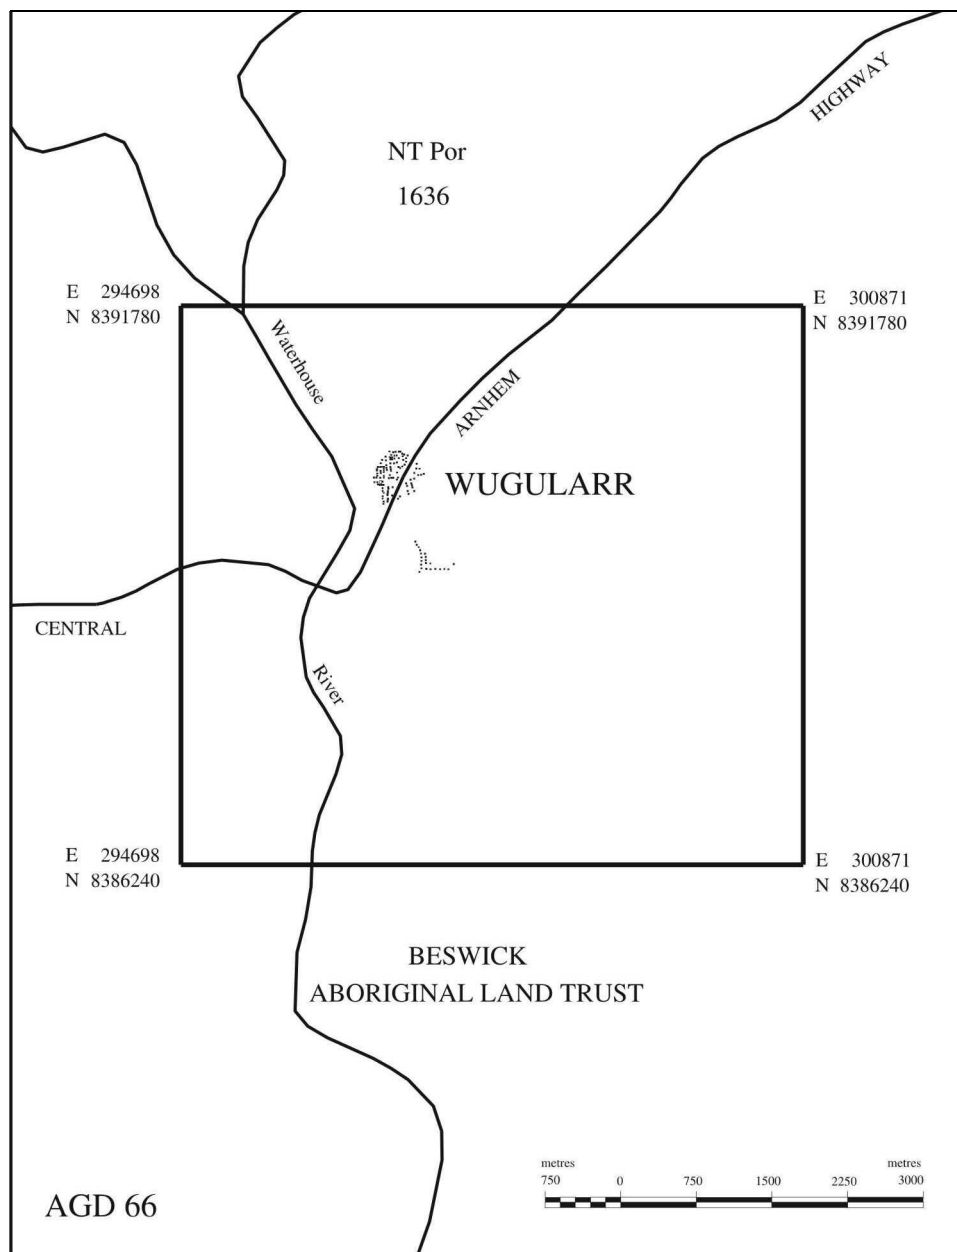 HIGHWAY
NT Por
1636
E 294698
N 8391780
E 300871
N 8391780
Waterhouse
ARNHEM
WUGULARR
CENTRAL
River
E 294698
N 8386240
E 300871
N 8386240
BESWICK
ABORIGINAL LAND TRUST
metres metres
750 0 750 1500 2250 3000
AGD 66